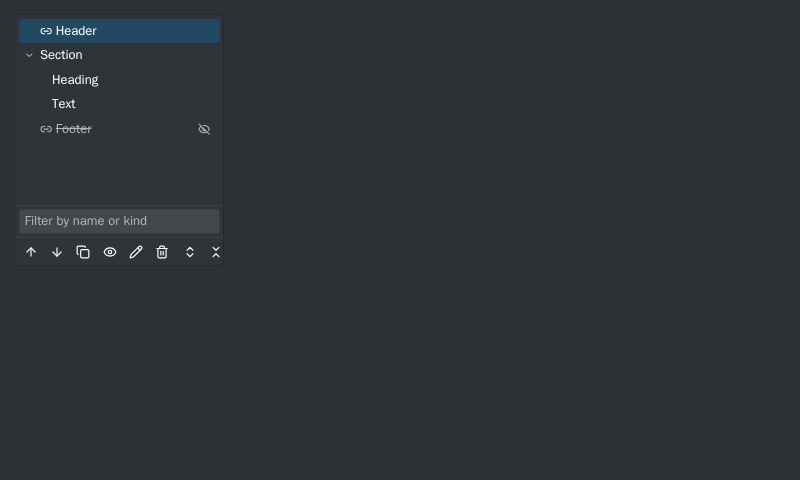 Header
Section
Heading
Text
Footer
Filter by name or kind